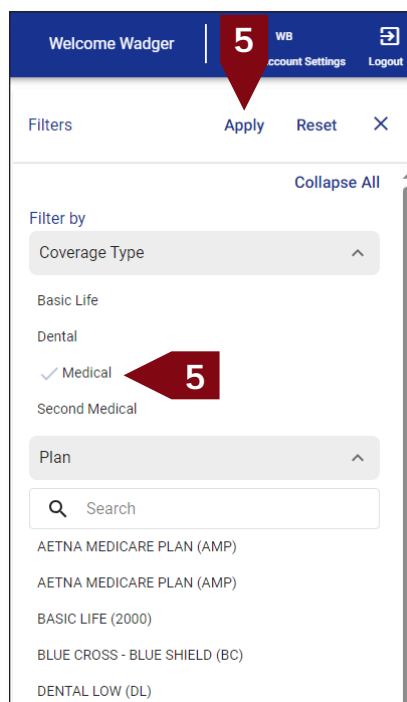 Welcome Wadger
5
WB
ccount Settings
Logout
Filters
Apply
Reset
Collapse All
Filter by
Coverage Type
Basic Life
Dental
Medical
5
Second Medical
Plan
Search
AETNA MEDICARE PLAN (AMP)
AETNA MEDICARE PLAN (AMP)
BASIC LIFE (2000)
BLUE CROSS - BLUE SHIELD (BC)
DENTAL LOW (DL)